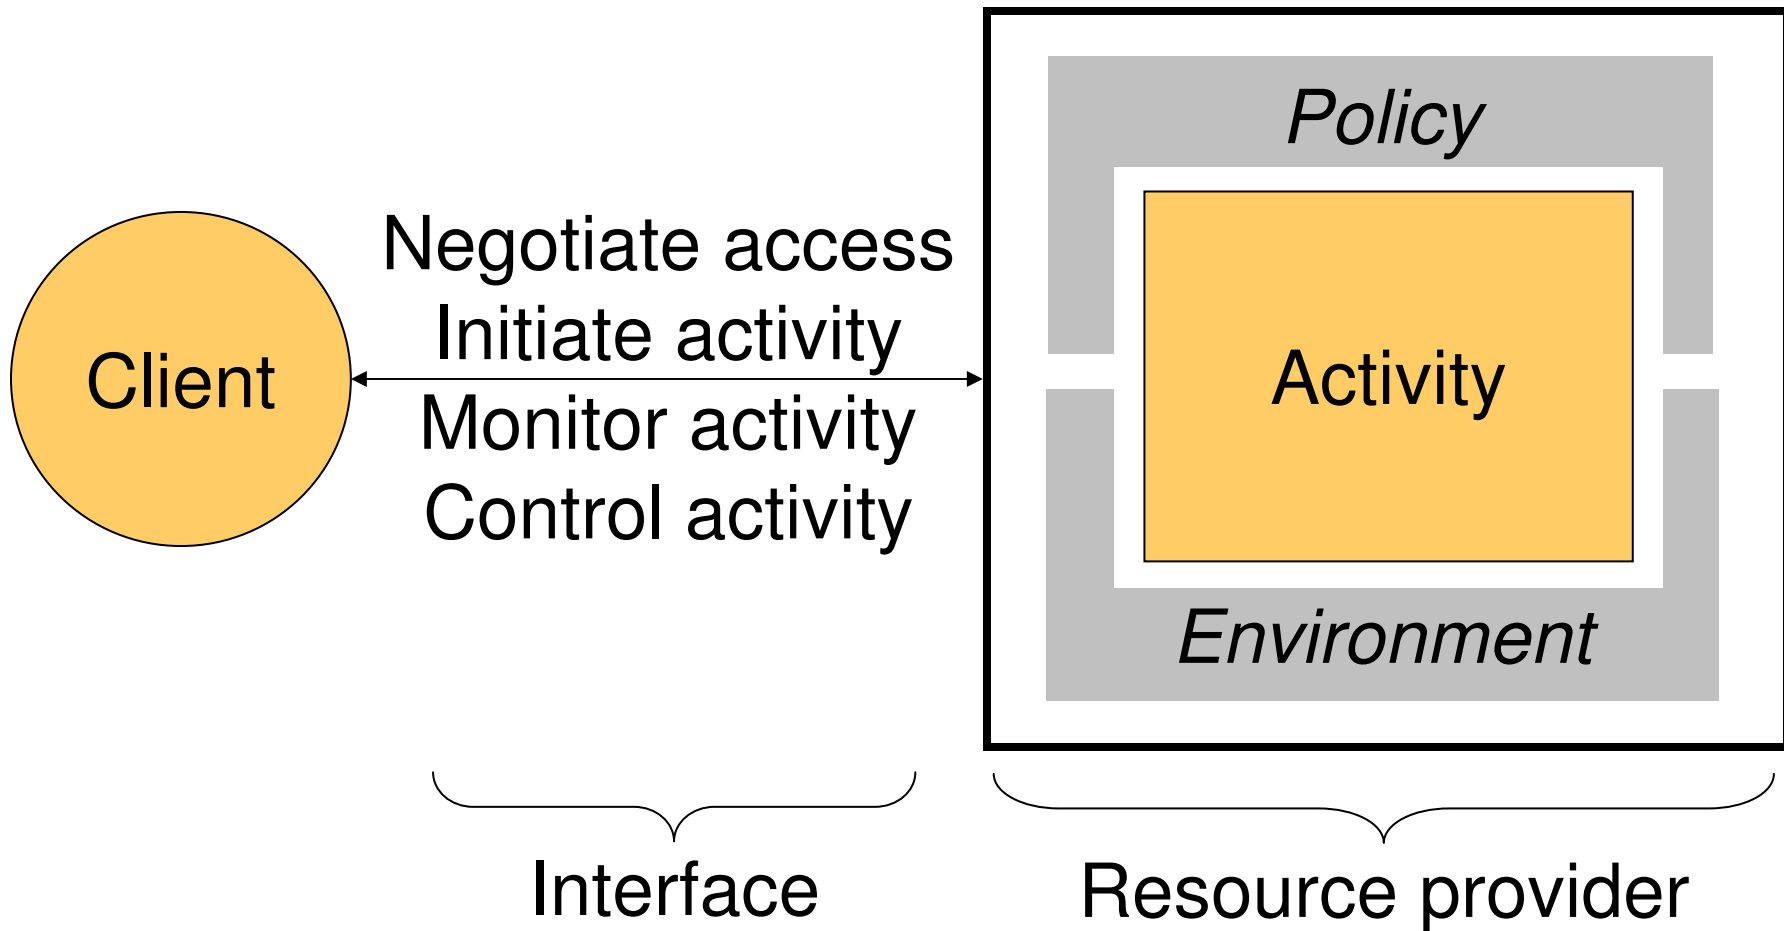 Policy
Negotiate access
Initiate activity
Client
Activity
Monitor activity
Control activity
Environment
Interface
Resource provider